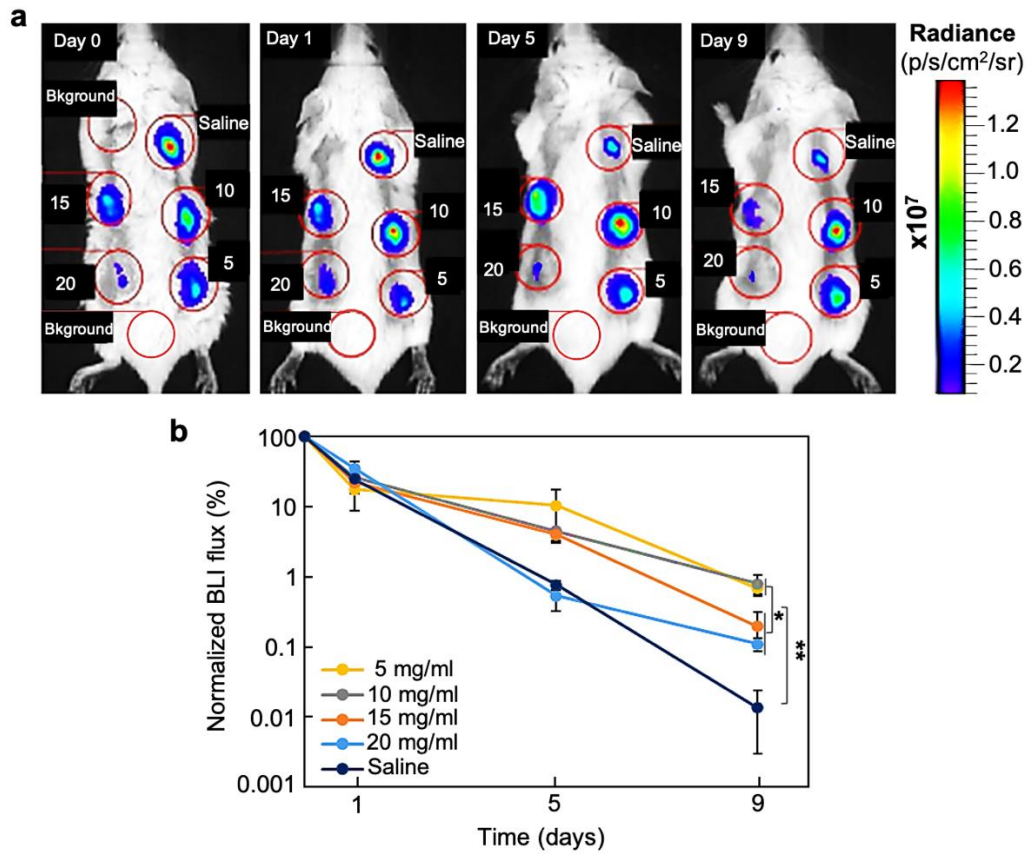 a
Day 0
Bkground
Saline
15
10
20
5
Bkground
Day 1
Saline
15
10
20
5
Bkground
Day 5
Saline
15
10
20
5
Bkground
Day 9
Saline
15
10
20
5
Bkground
Radiance
(p/s/cm²/sr)
1.2
1.0
0.8
0.6
0.4
0.2
x10⁷
b
Normalized BLI flux (%)
100
10
1
0.1
0.01
0.001
5 mg/ml
10 mg/ml
15 mg/ml
20 mg/ml
Saline
*
**
1
5
9
Time (days)